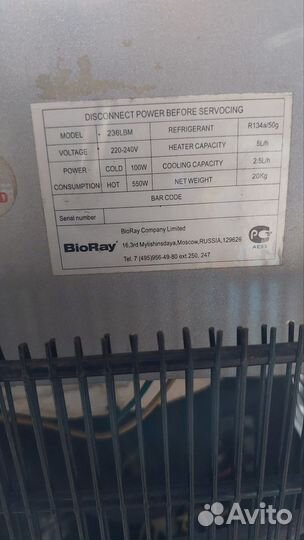 DISCONNECT POWER BEFORE SERVOCING
MODEL 236LBM REFRIGERANT R134a/50g
VOLTAGE 220-240V HEATER CAPACITY 5L/h
POWER CONSUMPTION COLD 100W COOLING CAPACITY 2.5L/h
HOT 550W NET WEIGHT 20Kg
BAR CODE
Serial number
BioRay Company Limited
BioRay 16,3rd Mytishinsdaya,Moscow,RUSSIA,129626
Tel. 7 (495)956-49-80 ext.250, 247
АЕ95
Avito